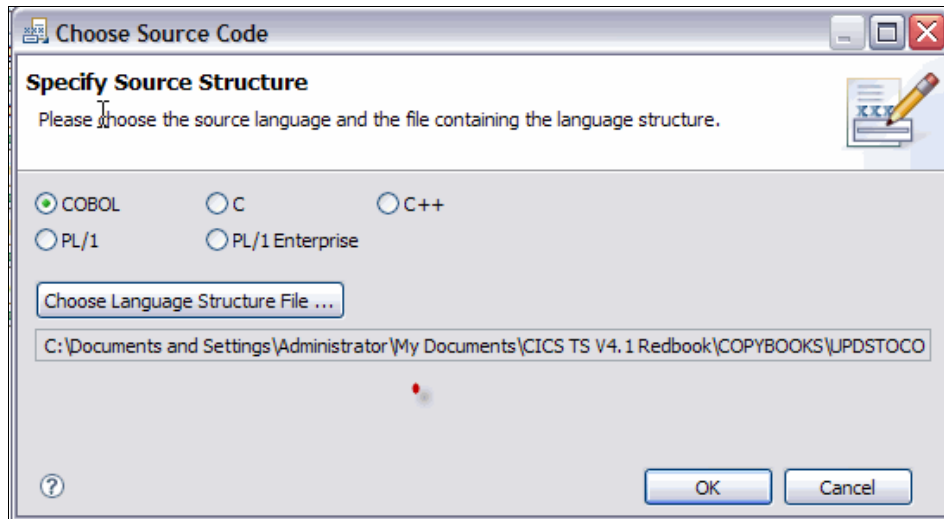 Choose Source Code
Specify Source Structure
Please choose the source language and the file containing the language structure.
COBOL C C++
PL/1 PL/1 Enterprise
Choose Language Structure File ...
C:\Documents and Settings\Administrator\My Documents\CICS TS V4.1 Redbook\COPYBOOKS\UPDSTOCO
? OK Cancel